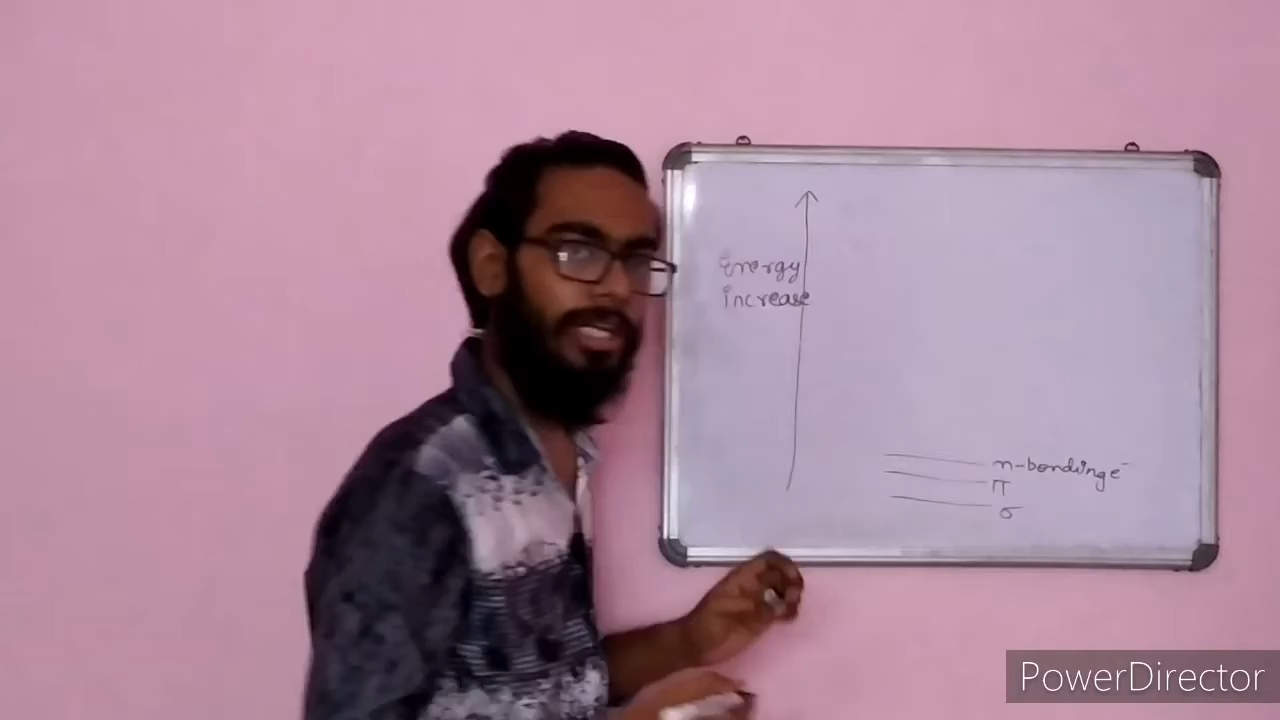 Energy
increase
n-bonding e⁻
π
σ
PowerDirector